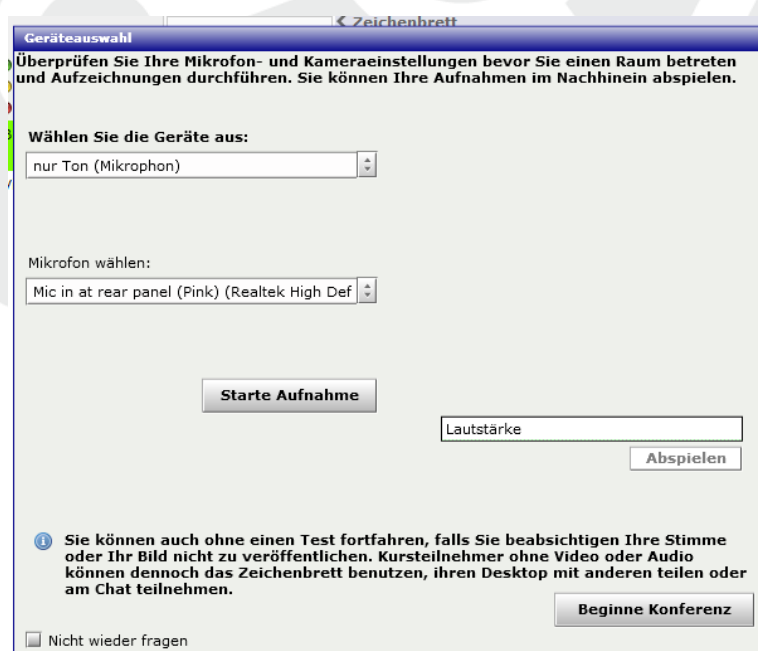 < Zeichenbrett
Geräteauswahl
Überprüfen Sie Ihre Mikrofon- und Kameraeinstellungen bevor Sie einen Raum betreten
und Aufzeichnungen durchführen. Sie können Ihre Aufnahmen im Nachhinein abspielen.
Wählen Sie die Geräte aus:
nur Ton (Mikrophon)
Mikrofon wählen:
Mic in at rear panel (Pink) (Realtek High Def
Starte Aufnahme
Lautstärke
Abspielen
Sie können auch ohne einen Test fortfahren, falls Sie beabsichtigen Ihre Stimme
oder Ihr Bild nicht zu veröffentlichen. Kursteilnehmer ohne Video oder Audio
können dennoch das Zeichenbrett benutzen, ihren Desktop mit anderen teilen oder
am Chat teilnehmen.
Beginne Konferenz
Nicht wieder fragen